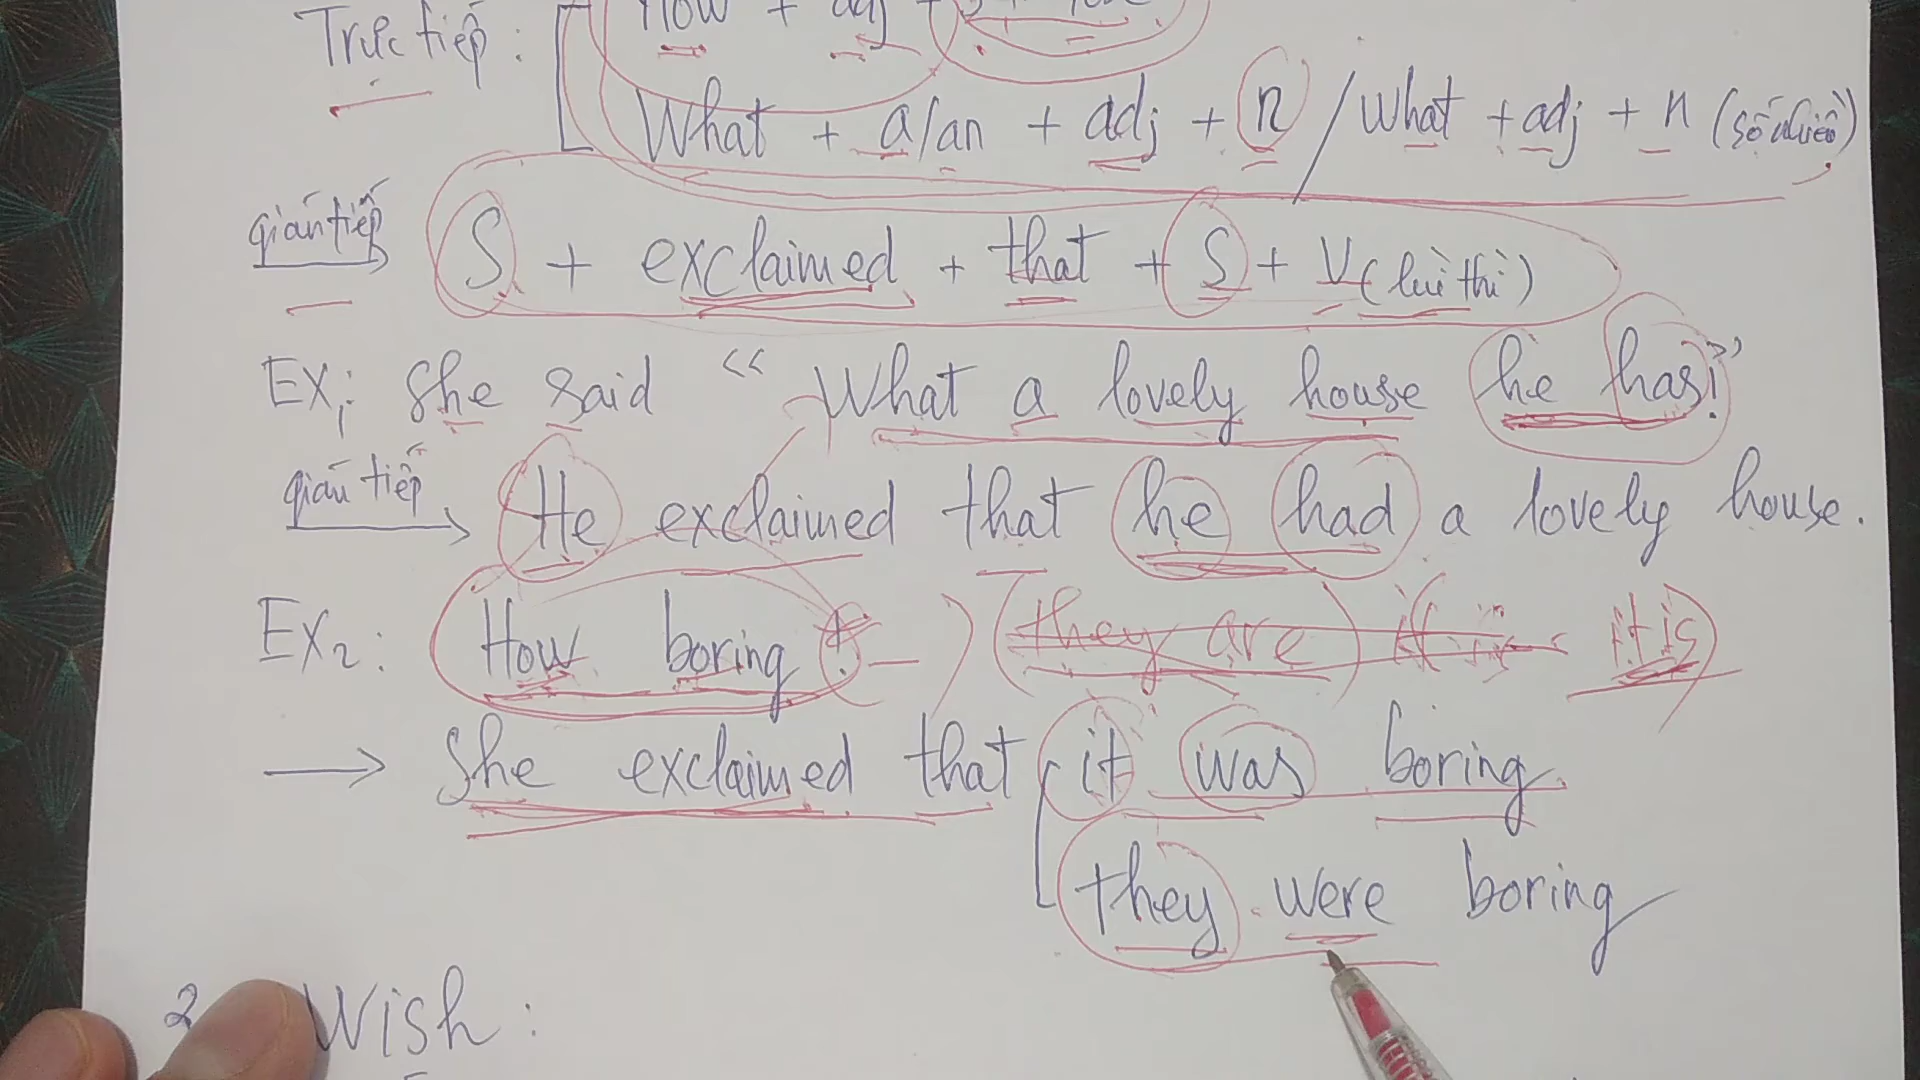 Trực tiếp : How + adj + S +
What + a/an + adj + n / What + adj + n (số nhiều)
gián tiếp S + exclaimed + that + S + V (lùi thì)
EX1: She said " What a lovely house he has!"
gián tiếp → He exclaimed that he had a lovely house.
EX2: How boring ! they are it is it is
→ She exclaimed that it was boring.
they were boring
2 Wish :